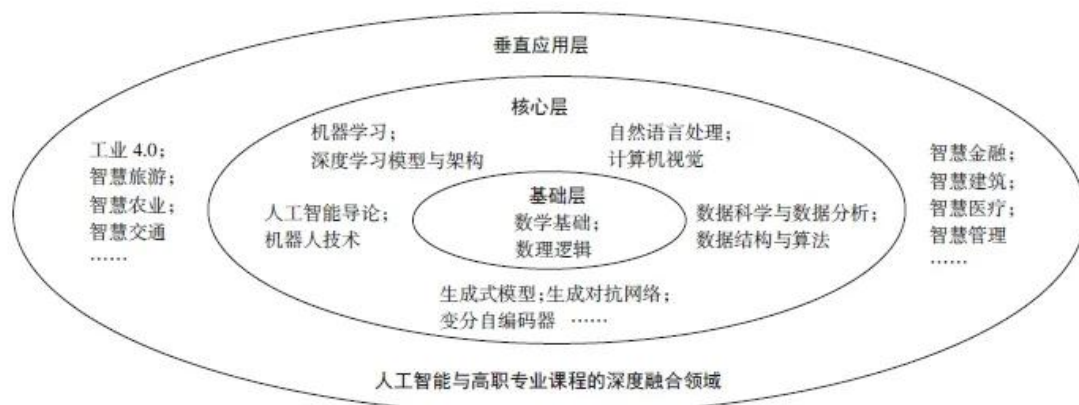 垂直应用层
核心层
机器学习;
深度学习模型与架构
自然语言处理;
计算机视觉
工业 4.0;
智慧旅游;
智慧农业;
智慧交通
……
智慧金融;
智慧建筑;
智慧医疗;
智慧管理
……
人工智能导论;
机器人技术
基础层
数学基础;
数理逻辑
数据科学与数据分析;
数据结构与算法
生成式模型;生成对抗网络;
变分自编码器 ……
人工智能与高职专业课程的深度融合领域